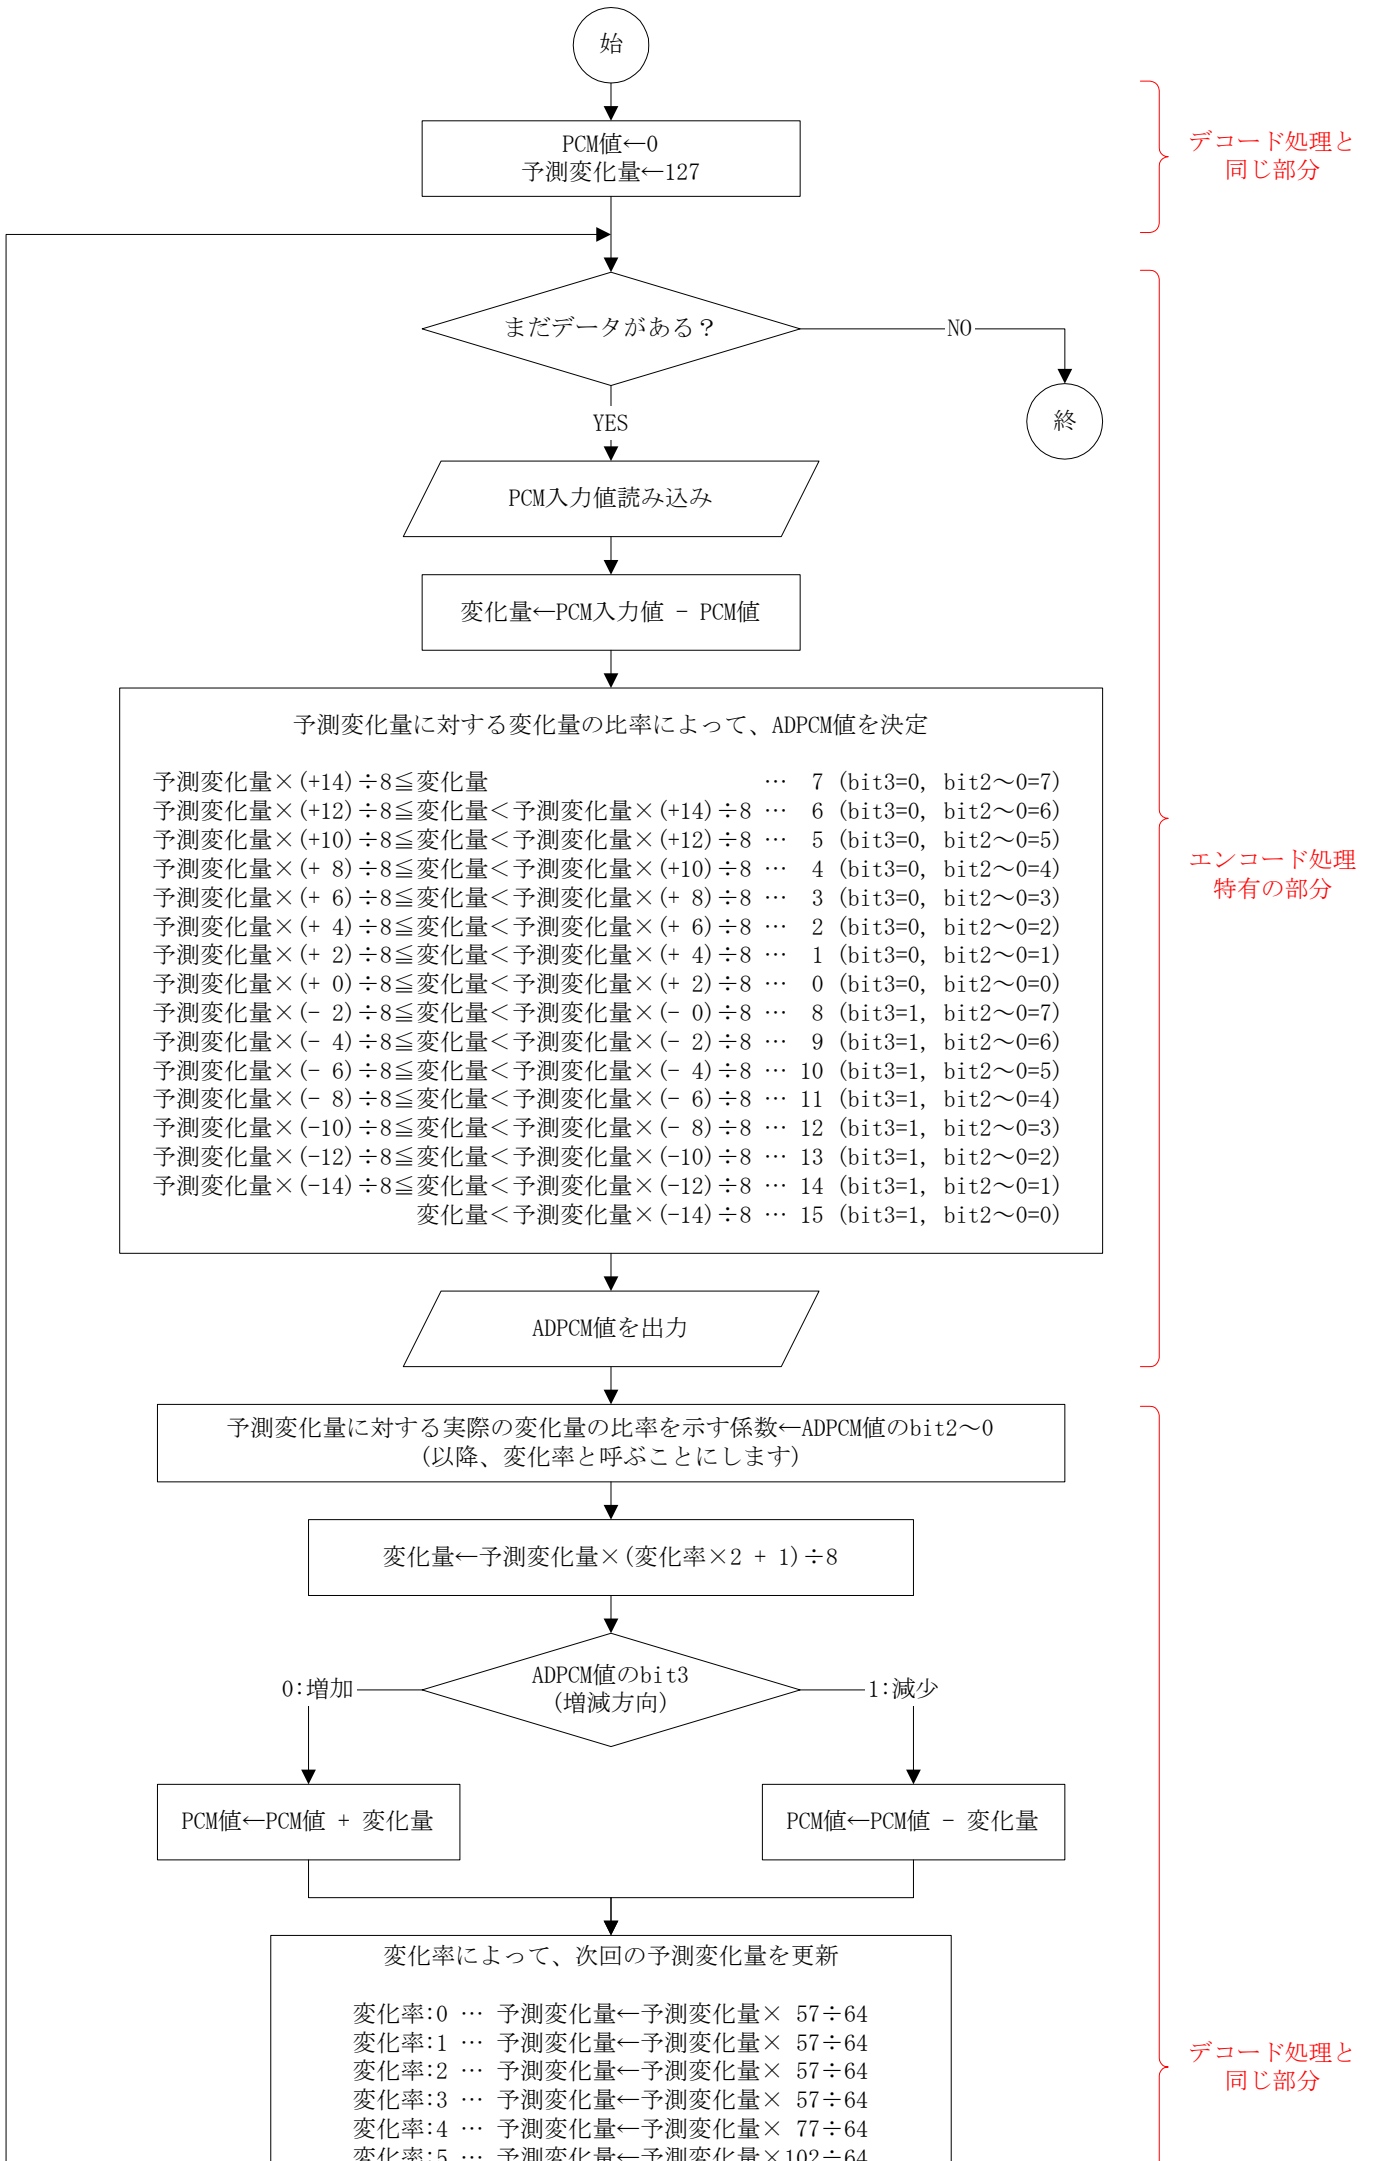 始
PCM値←0
予測変化量←127
デコード処理と
同じ部分
まだデータがある？
NO
終
YES
PCM入力値読み込み
変化量←PCM入力値 - PCM値
予測変化量に対する変化量の比率によって、ADPCM値を決定
予測変化量×(+14)÷8≦変化量 … 7 (bit3=0, bit2～0=7)
予測変化量×(+12)÷8≦変化量＜予測変化量×(+14)÷8 … 6 (bit3=0, bit2～0=6)
予測変化量×(+10)÷8≦変化量＜予測変化量×(+12)÷8 … 5 (bit3=0, bit2～0=5)
予測変化量×(+ 8)÷8≦変化量＜予測変化量×(+10)÷8 … 4 (bit3=0, bit2～0=4)
予測変化量×(+ 6)÷8≦変化量＜予測変化量×(+ 8)÷8 … 3 (bit3=0, bit2～0=3)
予測変化量×(+ 4)÷8≦変化量＜予測変化量×(+ 6)÷8 … 2 (bit3=0, bit2～0=2)
予測変化量×(+ 2)÷8≦変化量＜予測変化量×(+ 4)÷8 … 1 (bit3=0, bit2～0=1)
予測変化量×(+ 0)÷8≦変化量＜予測変化量×(+ 2)÷8 … 0 (bit3=0, bit2～0=0)
予測変化量×(- 2)÷8≦変化量＜予測変化量×(- 0)÷8 … 8 (bit3=1, bit2～0=7)
予測変化量×(- 4)÷8≦変化量＜予測変化量×(- 2)÷8 … 9 (bit3=1, bit2～0=6)
予測変化量×(- 6)÷8≦変化量＜予測変化量×(- 4)÷8 … 10 (bit3=1, bit2～0=5)
予測変化量×(- 8)÷8≦変化量＜予測変化量×(- 6)÷8 … 11 (bit3=1, bit2～0=4)
予測変化量×(-10)÷8≦変化量＜予測変化量×(- 8)÷8 … 12 (bit3=1, bit2～0=3)
予測変化量×(-12)÷8≦変化量＜予測変化量×(-10)÷8 … 13 (bit3=1, bit2～0=2)
予測変化量×(-14)÷8≦変化量＜予測変化量×(-12)÷8 … 14 (bit3=1, bit2～0=1)
変化量＜予測変化量×(-14)÷8 … 15 (bit3=1, bit2～0=0)
エンコード処理
特有の部分
ADPCM値を出力
予測変化量に対する実際の変化量の比率を示す係数←ADPCM値のbit2～0
(以降、変化率と呼ぶことにします)
変化量←予測変化量×(変化率×2 + 1)÷8
ADPCM値のbit3
(増減方向)
0:増加
1:減少
PCM値←PCM値 + 変化量
PCM値←PCM値 - 変化量
変化率によって、次回の予測変化量を更新
変化率:0 … 予測変化量←予測変化量× 57÷64
変化率:1 … 予測変化量←予測変化量× 57÷64
変化率:2 … 予測変化量←予測変化量× 57÷64
変化率:3 … 予測変化量←予測変化量× 57÷64
変化率:4 … 予測変化量←予測変化量× 77÷64
変化率:5 … 予測変化量←予測変化量×102÷64
デコード処理と
同じ部分